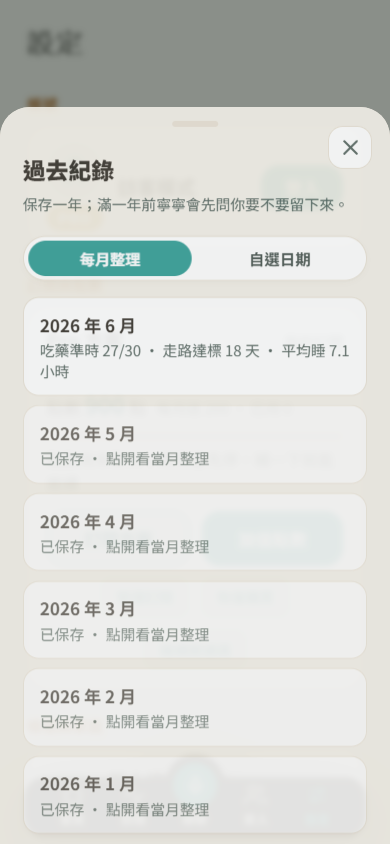 設定
過去紀錄
保存一年；滿一年前寧寧會先問你要不要留下來。
每月整理
自選日期
2026 年 6 月
吃藥準時 27/30 · 走路達標 18 天 · 平均睡 7.1
小時
2026 年 5 月
已保存 · 點開看當月整理
2026 年 4 月
已保存 · 點開看當月整理
2026 年 3 月
已保存 · 點開看當月整理
2026 年 2 月
已保存 · 點開看當月整理
2026 年 1 月
已保存 · 點開看當月整理